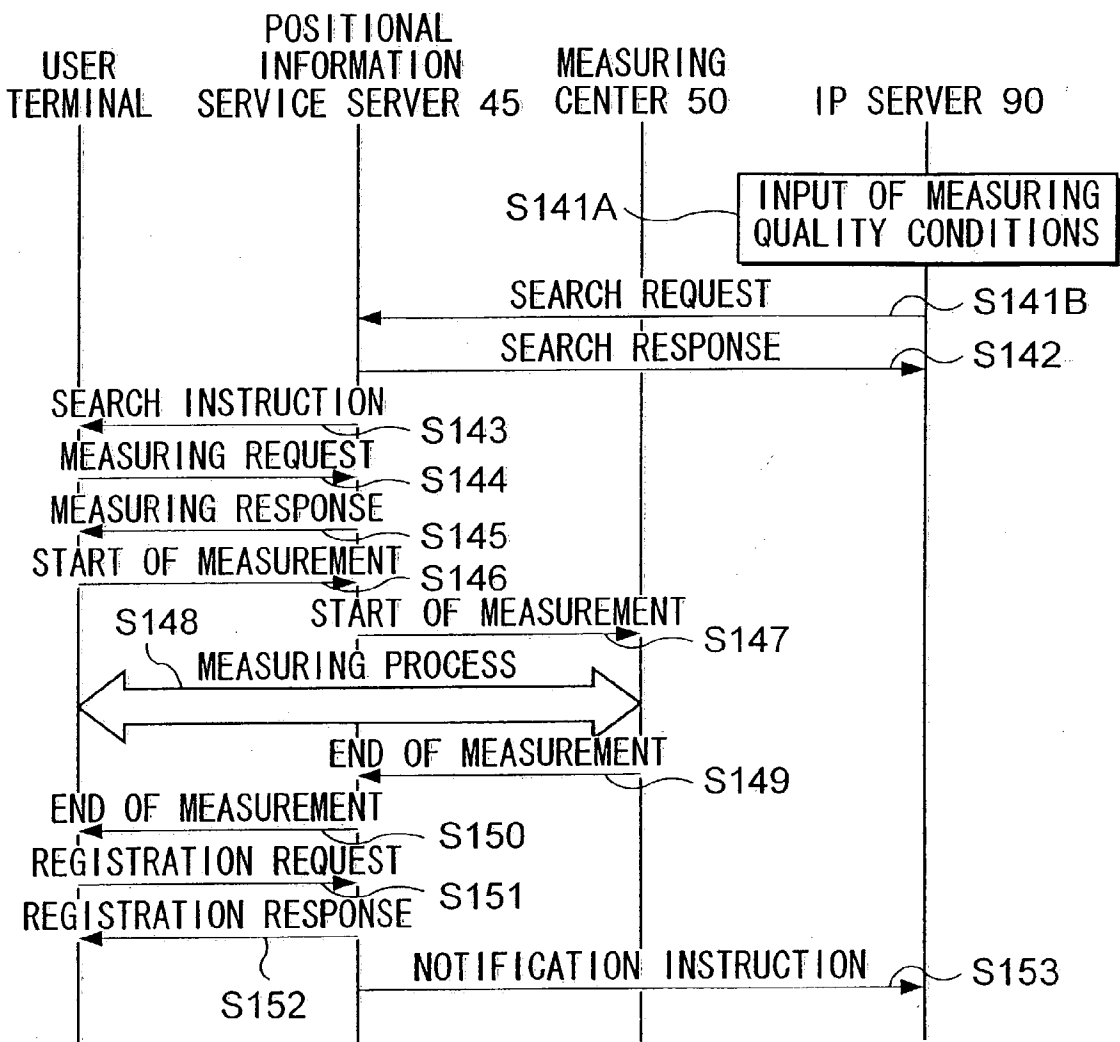 USER
TERMINAL
POSITIONAL
INFORMATION
SERVICE SERVER 45
MEASURING
CENTER 50
IP SERVER 90
S141A
INPUT OF MEASURING
QUALITY CONDITIONS
SEARCH REQUEST
S141B
SEARCH RESPONSE
S142
SEARCH INSTRUCTION
S143
MEASURING REQUEST
S144
MEASURING RESPONSE
S145
START OF MEASUREMENT
S146
START OF MEASUREMENT
S147
S148
MEASURING PROCESS
END OF MEASUREMENT
S149
END OF MEASUREMENT
S150
REGISTRATION REQUEST
S151
REGISTRATION RESPONSE
S152
NOTIFICATION INSTRUCTION
S153